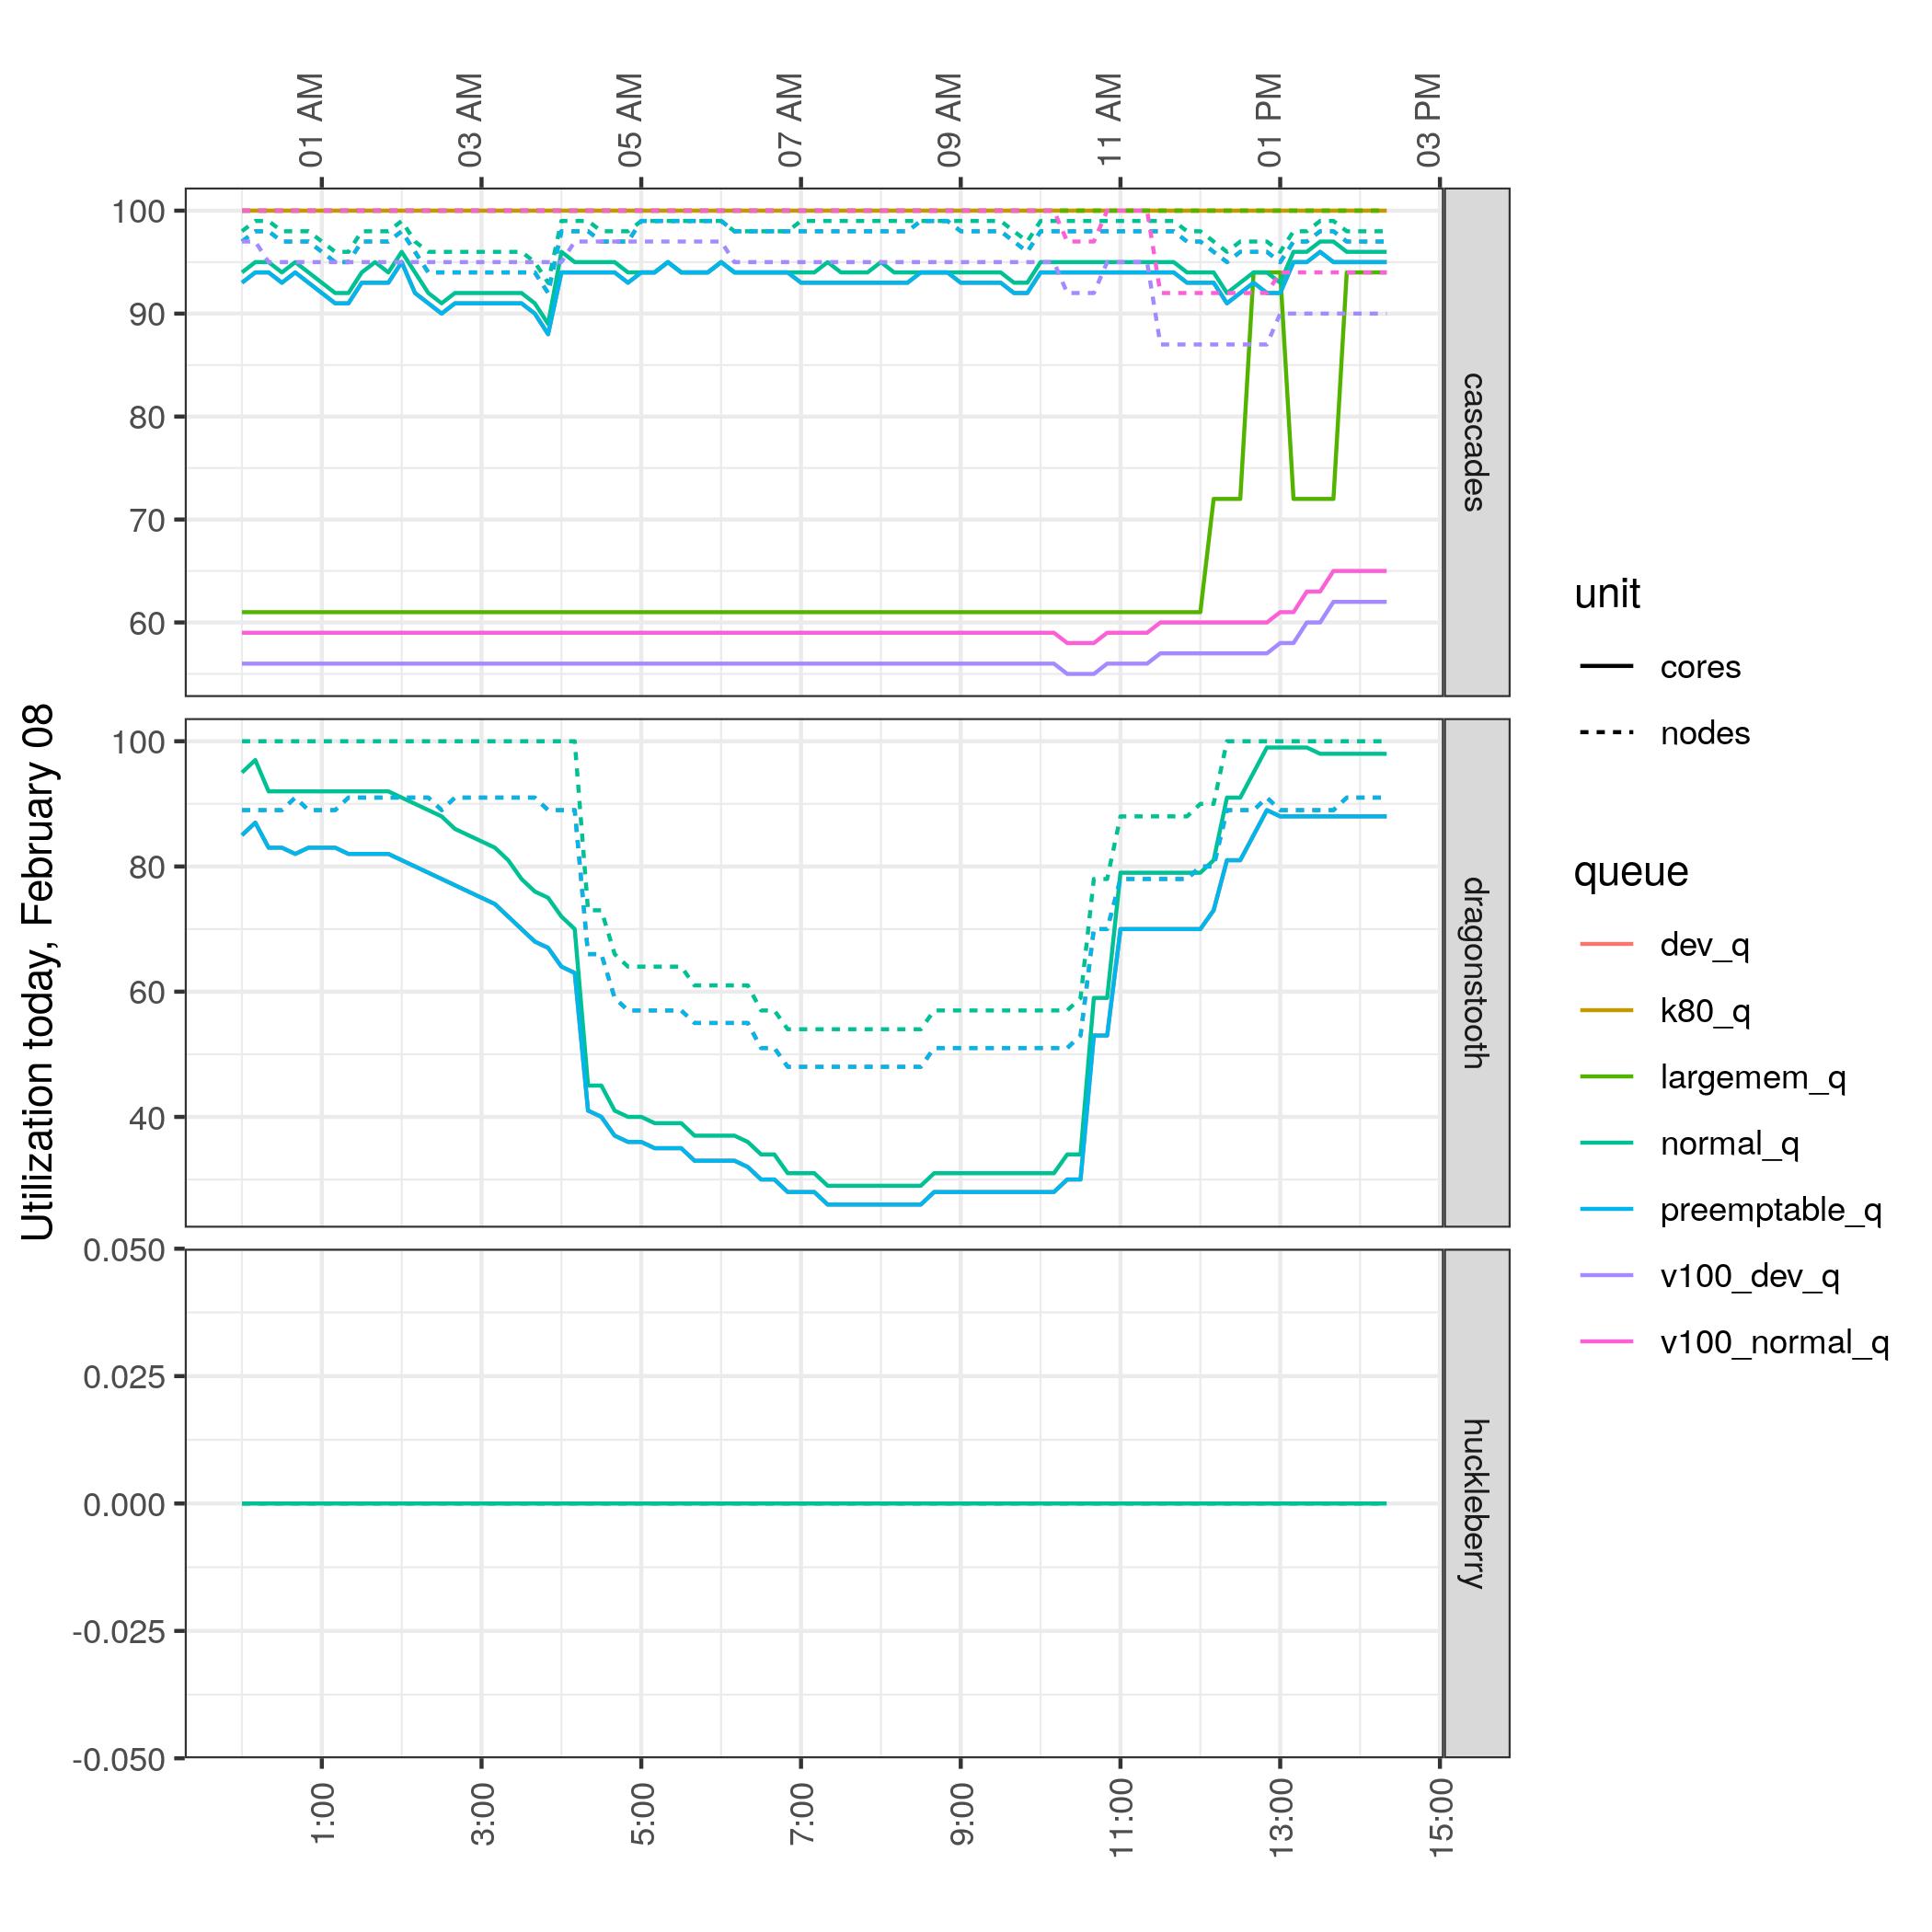 01 AM
03 AM
05 AM
07 AM
09 AM
11 AM
01 PM
03 PM
Utilization today, February 08
100
90
80
70
60
cascades
100
80
60
40
dragonstooth
0.050
0.025
0.000
-0.025
-0.050
huckleberry
1:00
3:00
5:00
7:00
9:00
11:00
13:00
15:00
unit
cores
nodes
queue
dev_q
k80_q
largemem_q
normal_q
preemptable_q
v100_dev_q
v100_normal_q